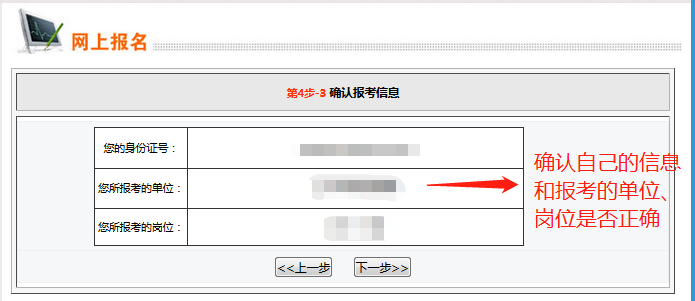 网上报名
第4步-3 确认报考信息
您的身份证号：
您所报考的单位：
您所报考的岗位：
确认自己的信息
和报考的单位、
岗位是否正确
<<上一步 下一步>>